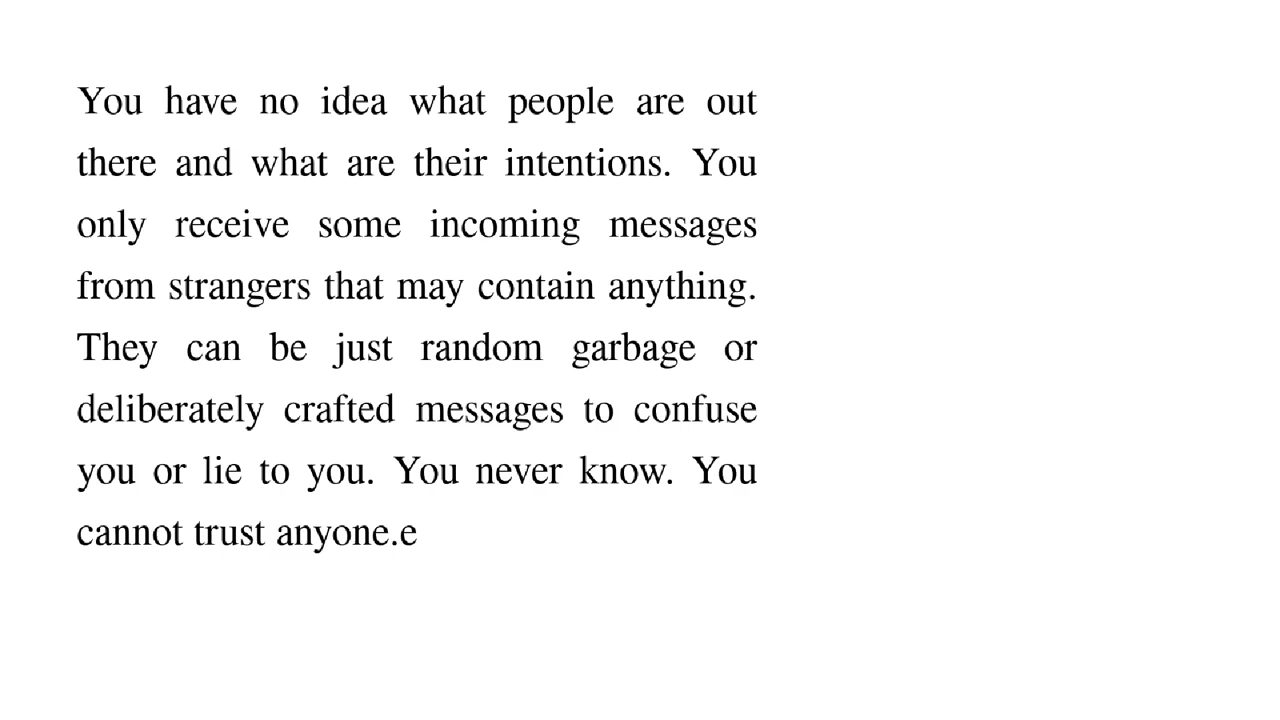 You have no idea what people are out
there and what are their intentions. You
only receive some incoming messages
from strangers that may contain anything.
They can be just random garbage or
deliberately crafted messages to confuse
you or lie to you. You never know. You
cannot trust anyone.e